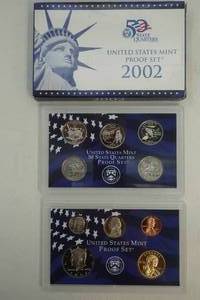 50
STATE
QUARTERS
UNITED STATES MINT
PROOF SET
2002
2002
UNITED STATES MINT
50 STATE QUARTERS
PROOF SET
UNITED STATES MINT
PROOF SET